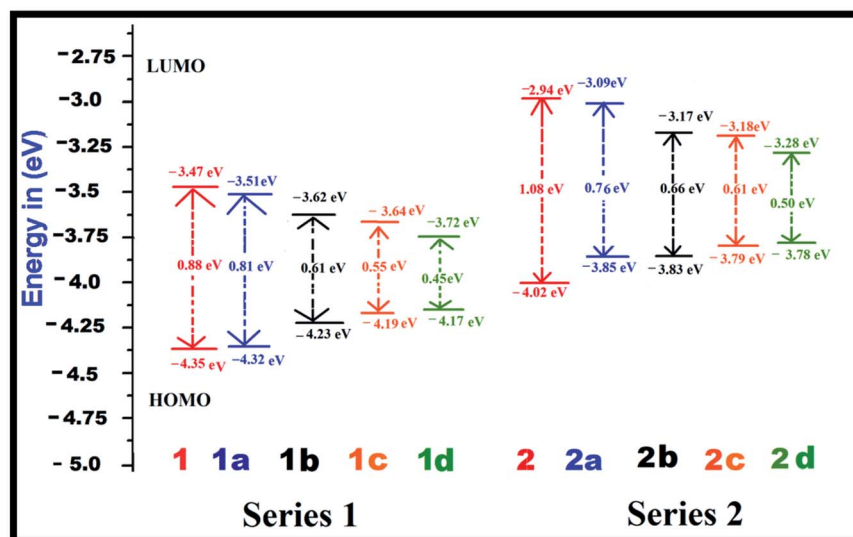 Energy in (eV)
-2.75
-3.0
-3.25
-3.5
-3.75
-4.0
-4.25
-4.5
-4.75
-5.0
LUMO
HOMO
−3.47 eV
−3.51eV
−3.62 eV
− 3.64 eV
−3.72 eV
0.88 eV
0.81 eV
0.61 eV
0.55 eV
0.45eV
−4.35 eV
−4.32 eV
−4.23 eV
−4.19 eV
−4.17 eV
−2.94 eV
−3.09 eV
−3.17 eV
−3.18eV
−3.28 eV
1.08 eV
0.76 eV
0.66 eV
0.61 eV
0.50 eV
−4.02 eV
−3.85 eV
−3.83 eV
− 3.79 eV
− 3.78 eV
1 1a 1b 1c 1d 2 2a 2b 2c 2d
Series 1 Series 2